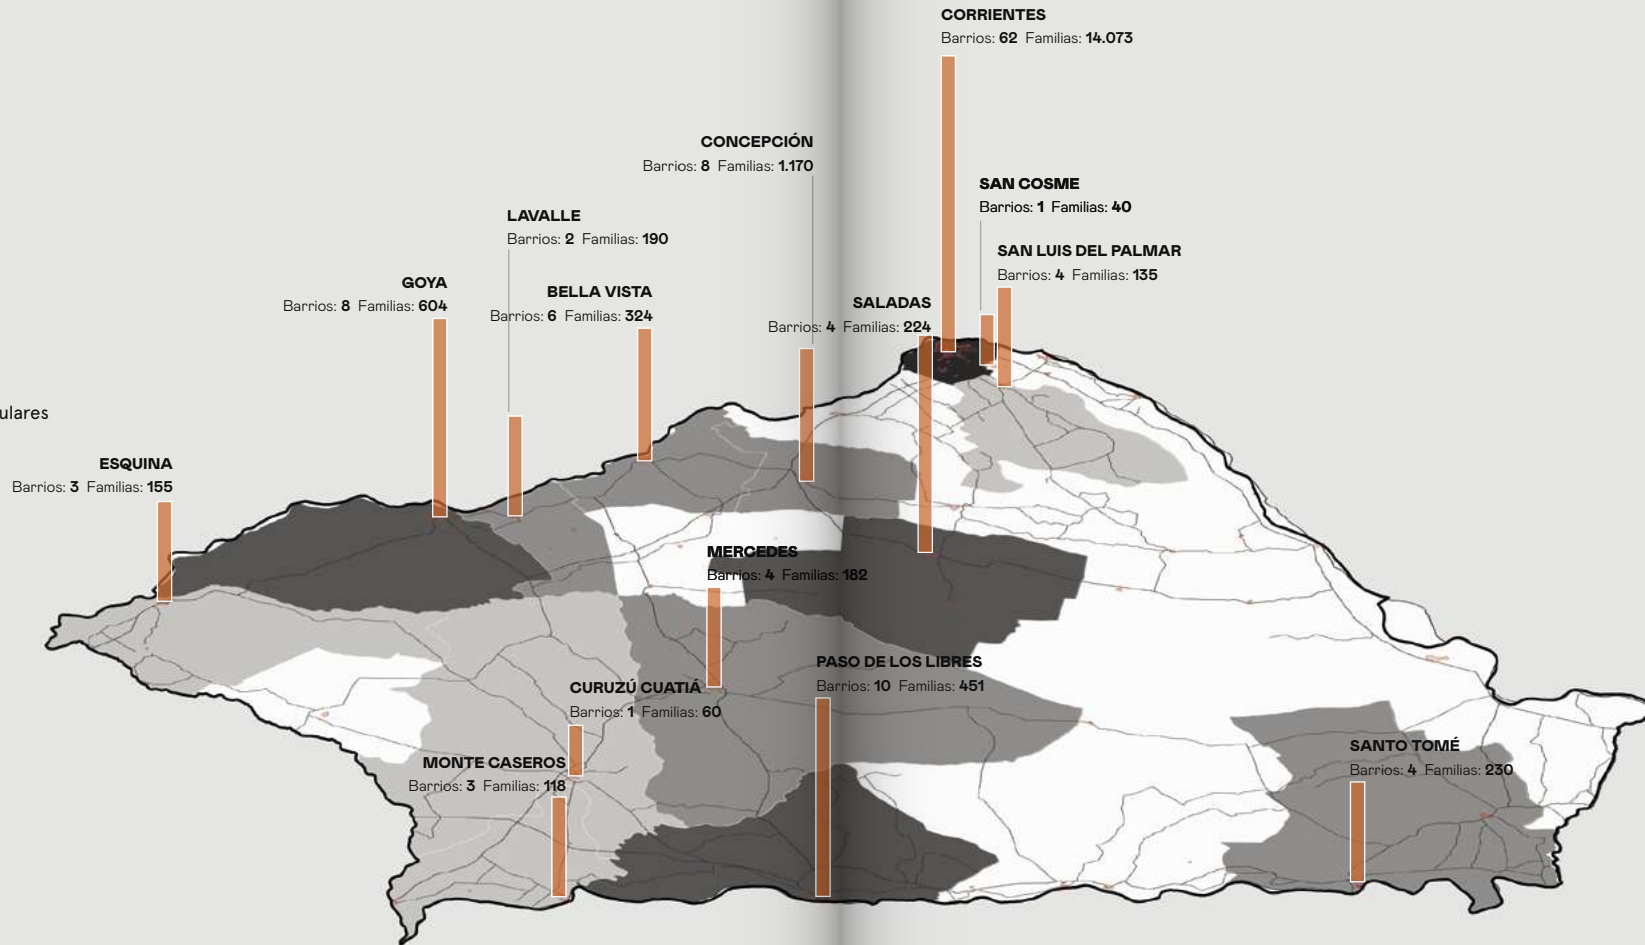 CORRIENTES
Barrios: 62 Familias: 14.073
CONCEPCIÓN
Barrios: 8 Familias: 1.170
SAN COSME
Barrios: 1 Familias: 40
LAVALLE
Barrios: 2 Familias: 190
SAN LUIS DEL PALMAR
Barrios: 4 Familias: 135
GOYA
Barrios: 8 Familias: 604
BELLA VISTA
Barrios: 6 Familias: 324
SALADAS
Barrios: 4 Familias: 224
ulares
ESQUINA
Barrios: 3 Familias: 155
MERCEDES
Barrios: 4 Familias: 182
PASO DE LOS LIBRES
Barrios: 10 Familias: 451
CURUZÚ CUATIÁ
Barrios: 1 Familias: 60
SANTO TOMÉ
Barrios: 4 Familias: 230
MONTE CASEROS
Barrios: 3 Familias: 118